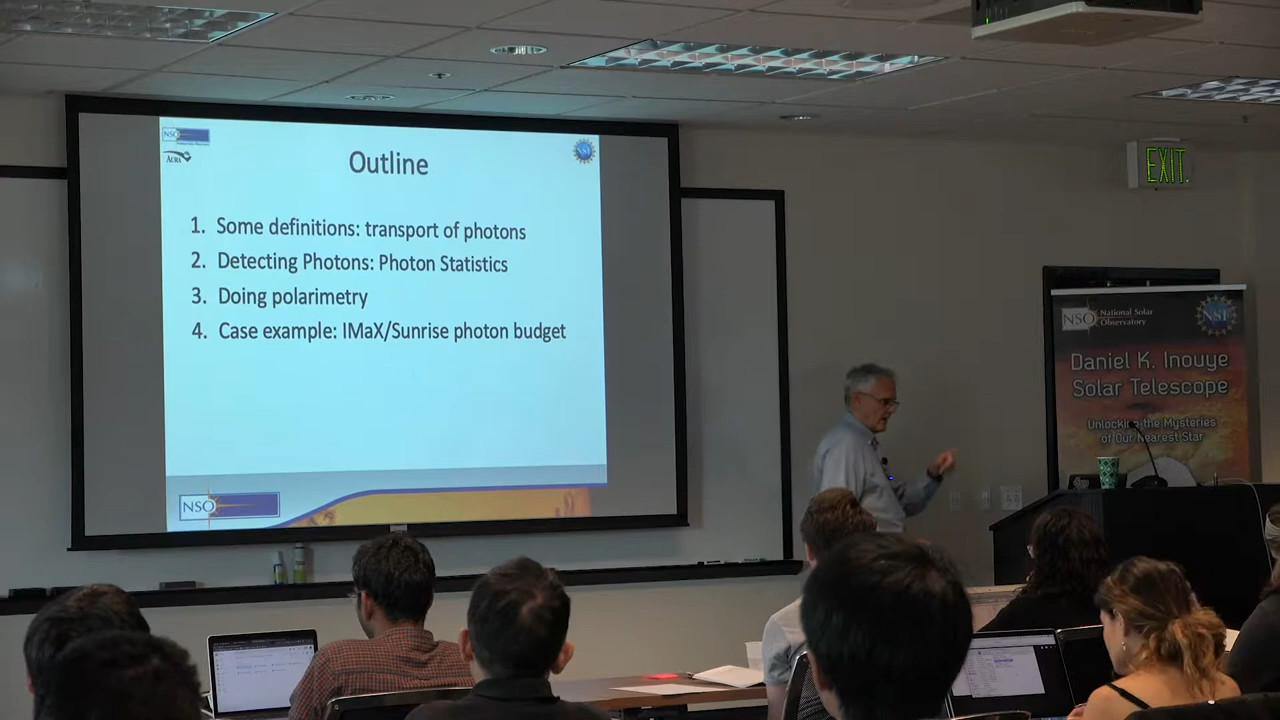 NSO
AURA
NSF
Outline
1. Some definitions: transport of photons
2. Detecting Photons: Photon Statistics
3. Doing polarimetry
4. Case example: IMaX/Sunrise photon budget
NSO
EXIT
NSO National Solar
Observatory
NSF
Daniel K. Inouye
Solar Telescope
Unlocking the Mysteries
of Our Nearest Star